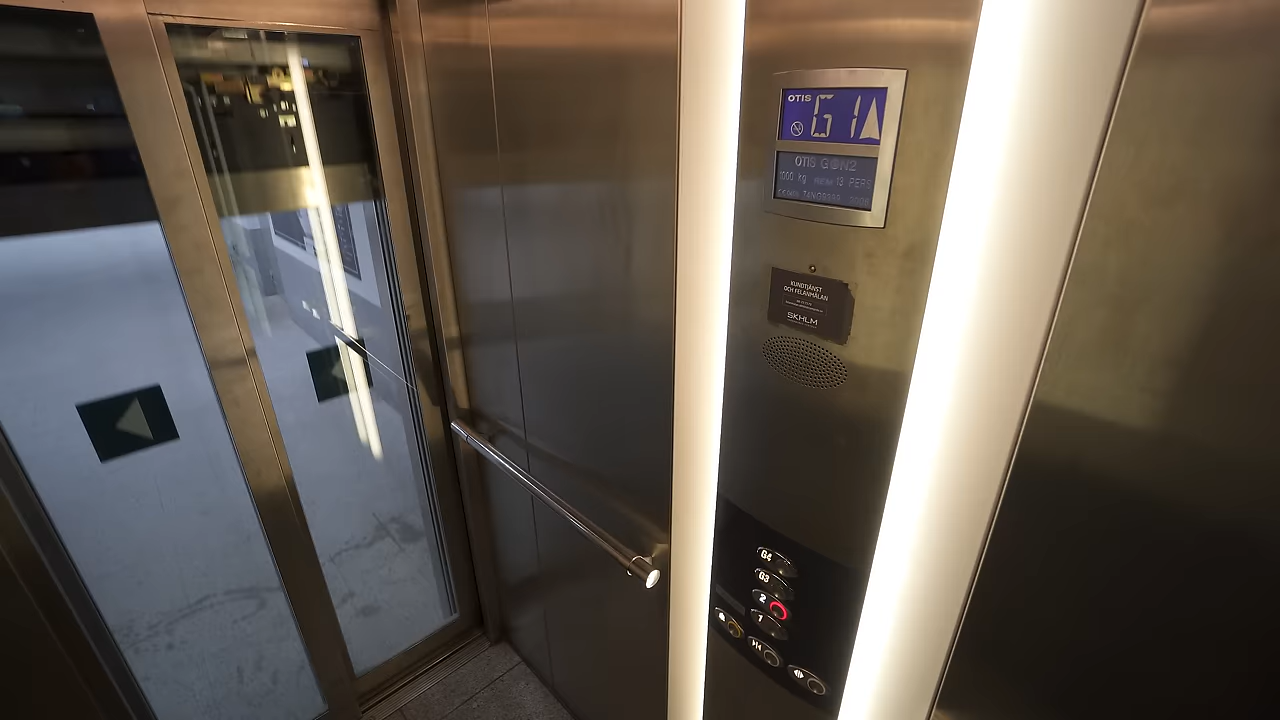 OTIS
G1
OTIS GEN2
1000 kg
13 PERS
KUNDTJÄNST
OCH FELANMÄLAN
SKHLM
G4
G3
2
1